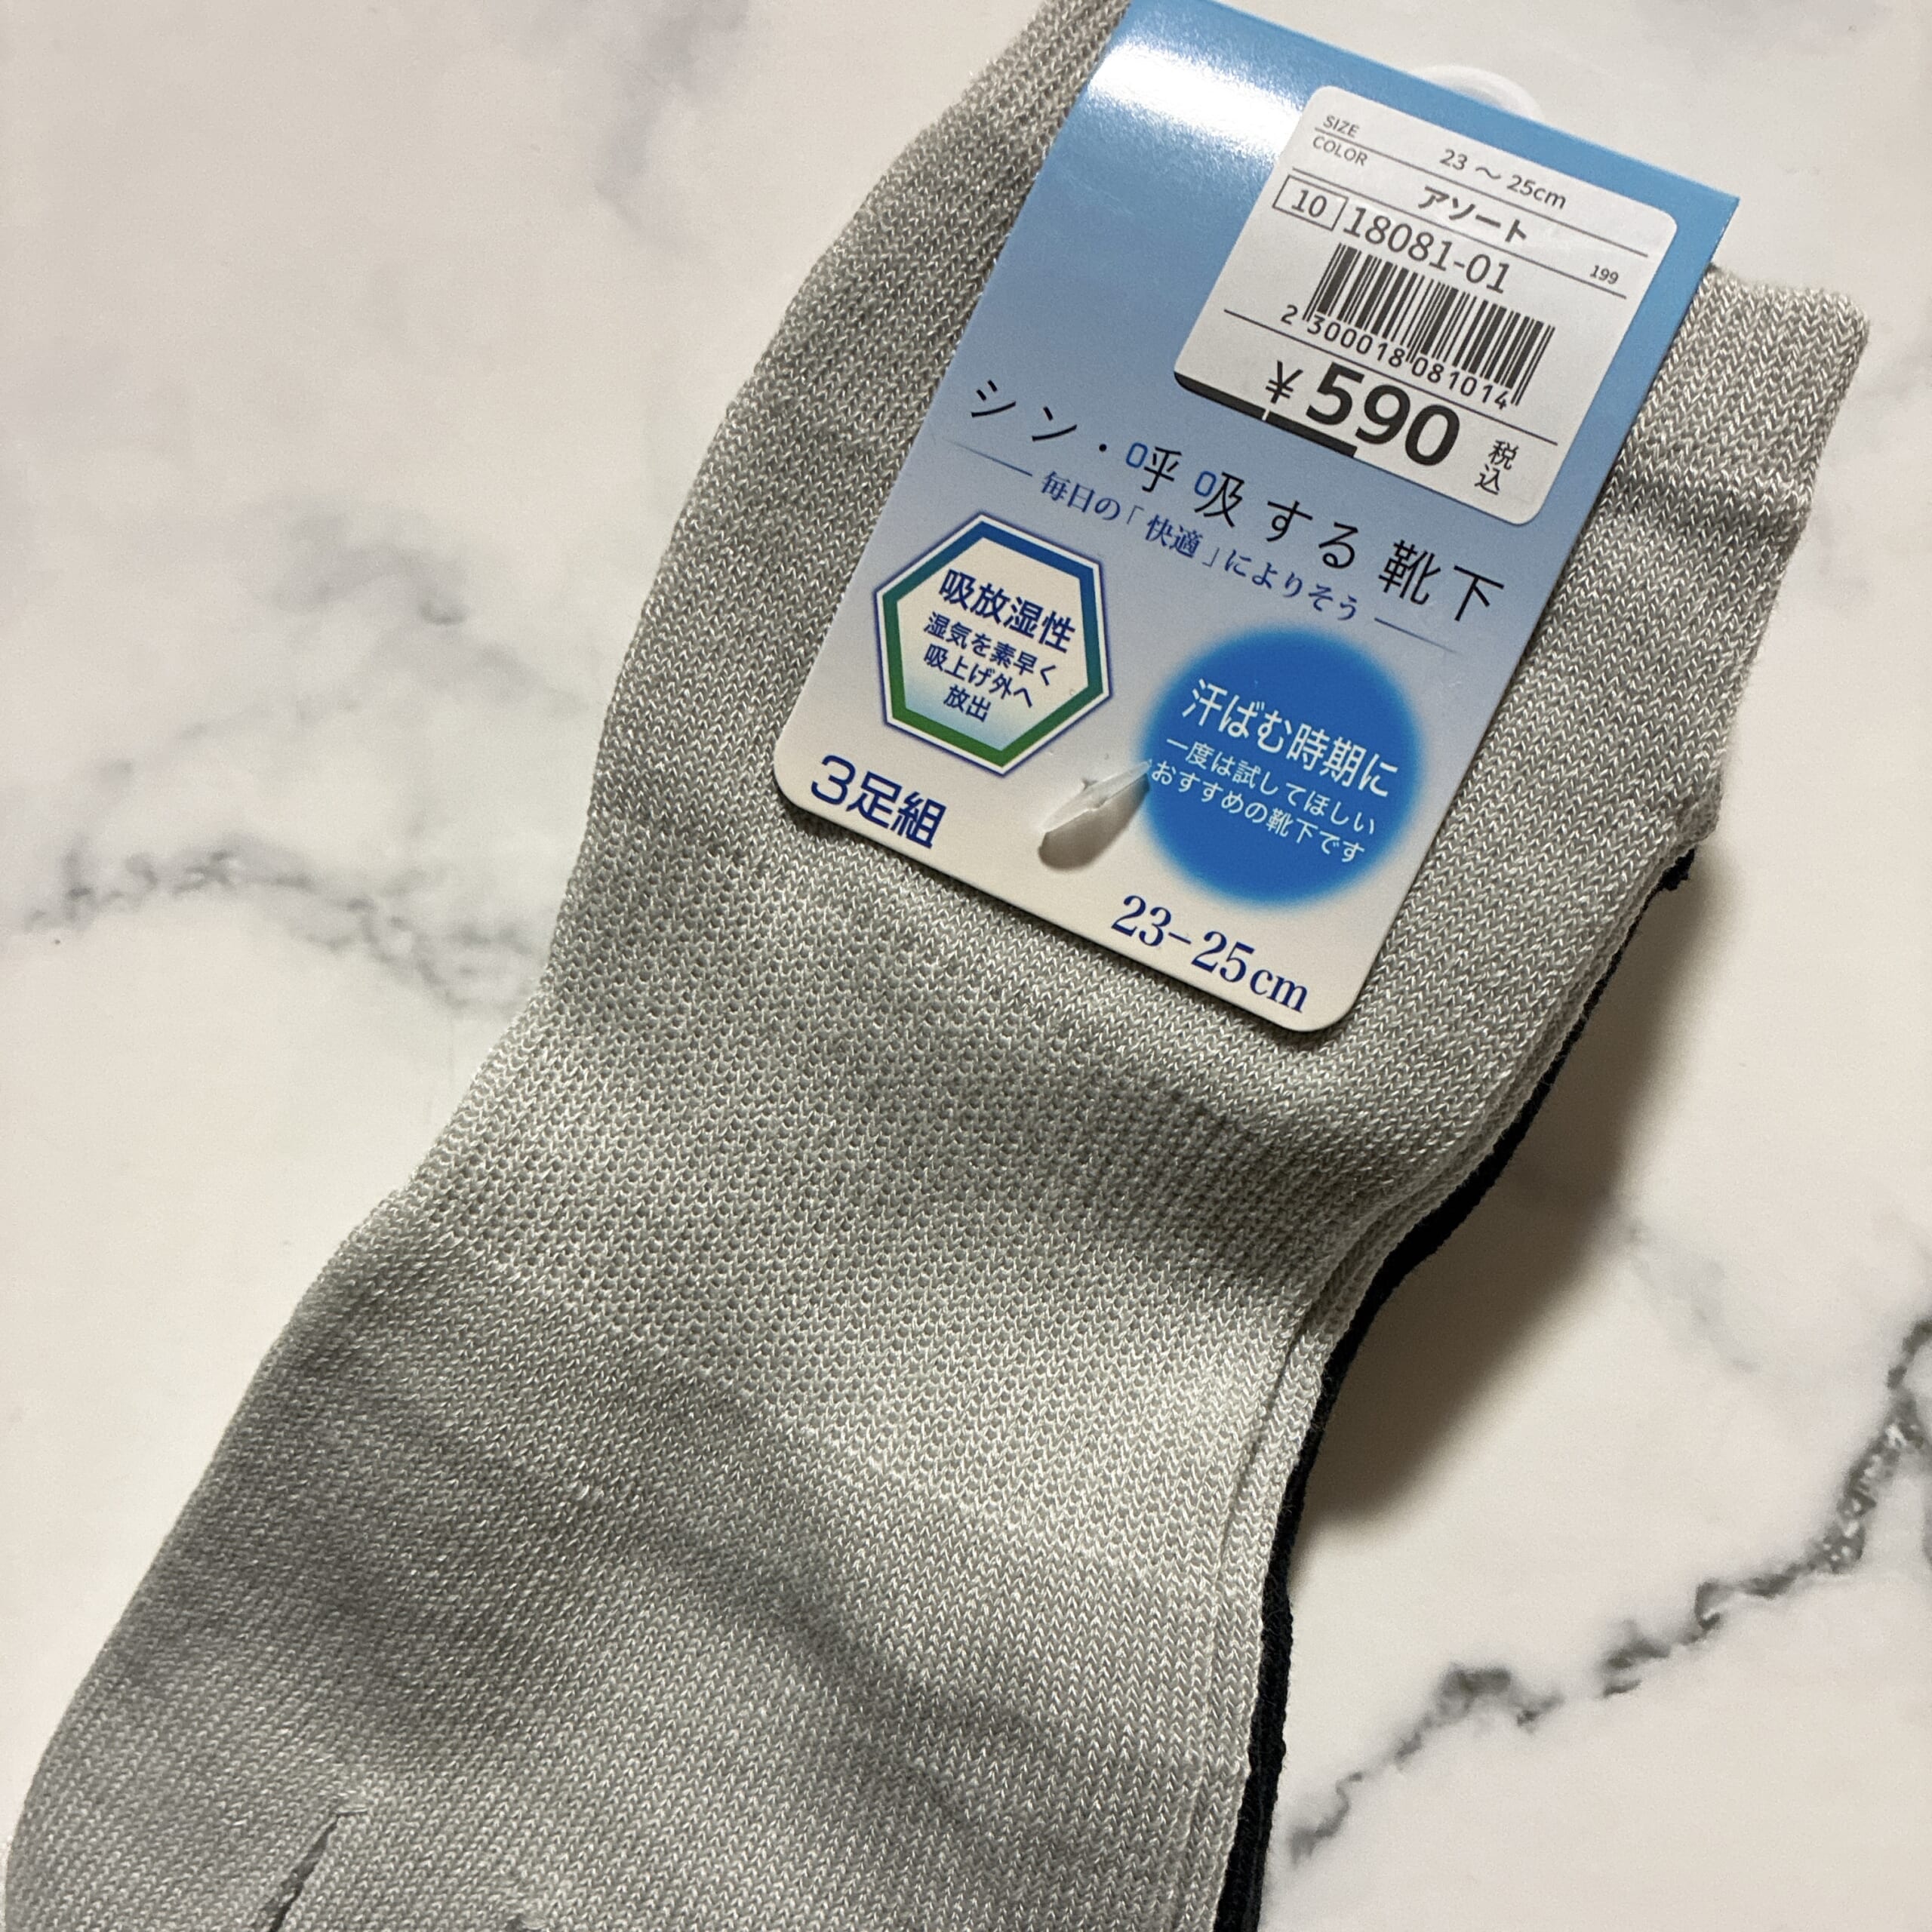 SIZE 23 ～ 25cm
COLOR アソート
10 18081-01 199
2 300018 081014
¥590 税込
シン・呼吸する靴下
毎日の「快適」によりそう
吸放湿性
湿気を素早く
吸上げ外へ
放出
汗ばむ時期に
一度は試してほしい
おすすめの靴下です
3足組
23-25cm